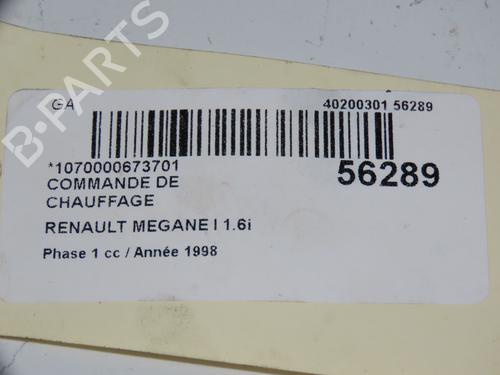 GA
40200301 56289
*1070000673701
56289
COMMANDE DE
CHAUFFAGE
RENAULT MEGANE I 1.6i
Phase 1 cc / Année 1998
B-PARTS